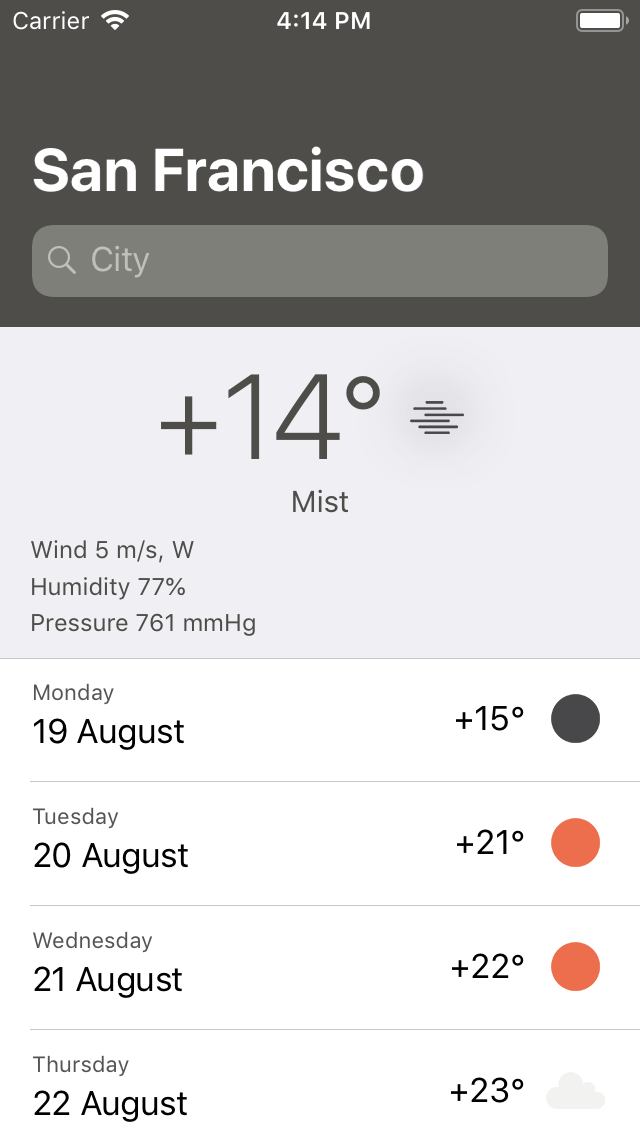 Carrier 4:14 PM
San Francisco
City
+14°
Mist
Wind 5 m/s, W
Humidity 77%
Pressure 761 mmHg
Monday
19 August +15°
Tuesday
20 August +21°
Wednesday
21 August +22°
Thursday
22 August +23°